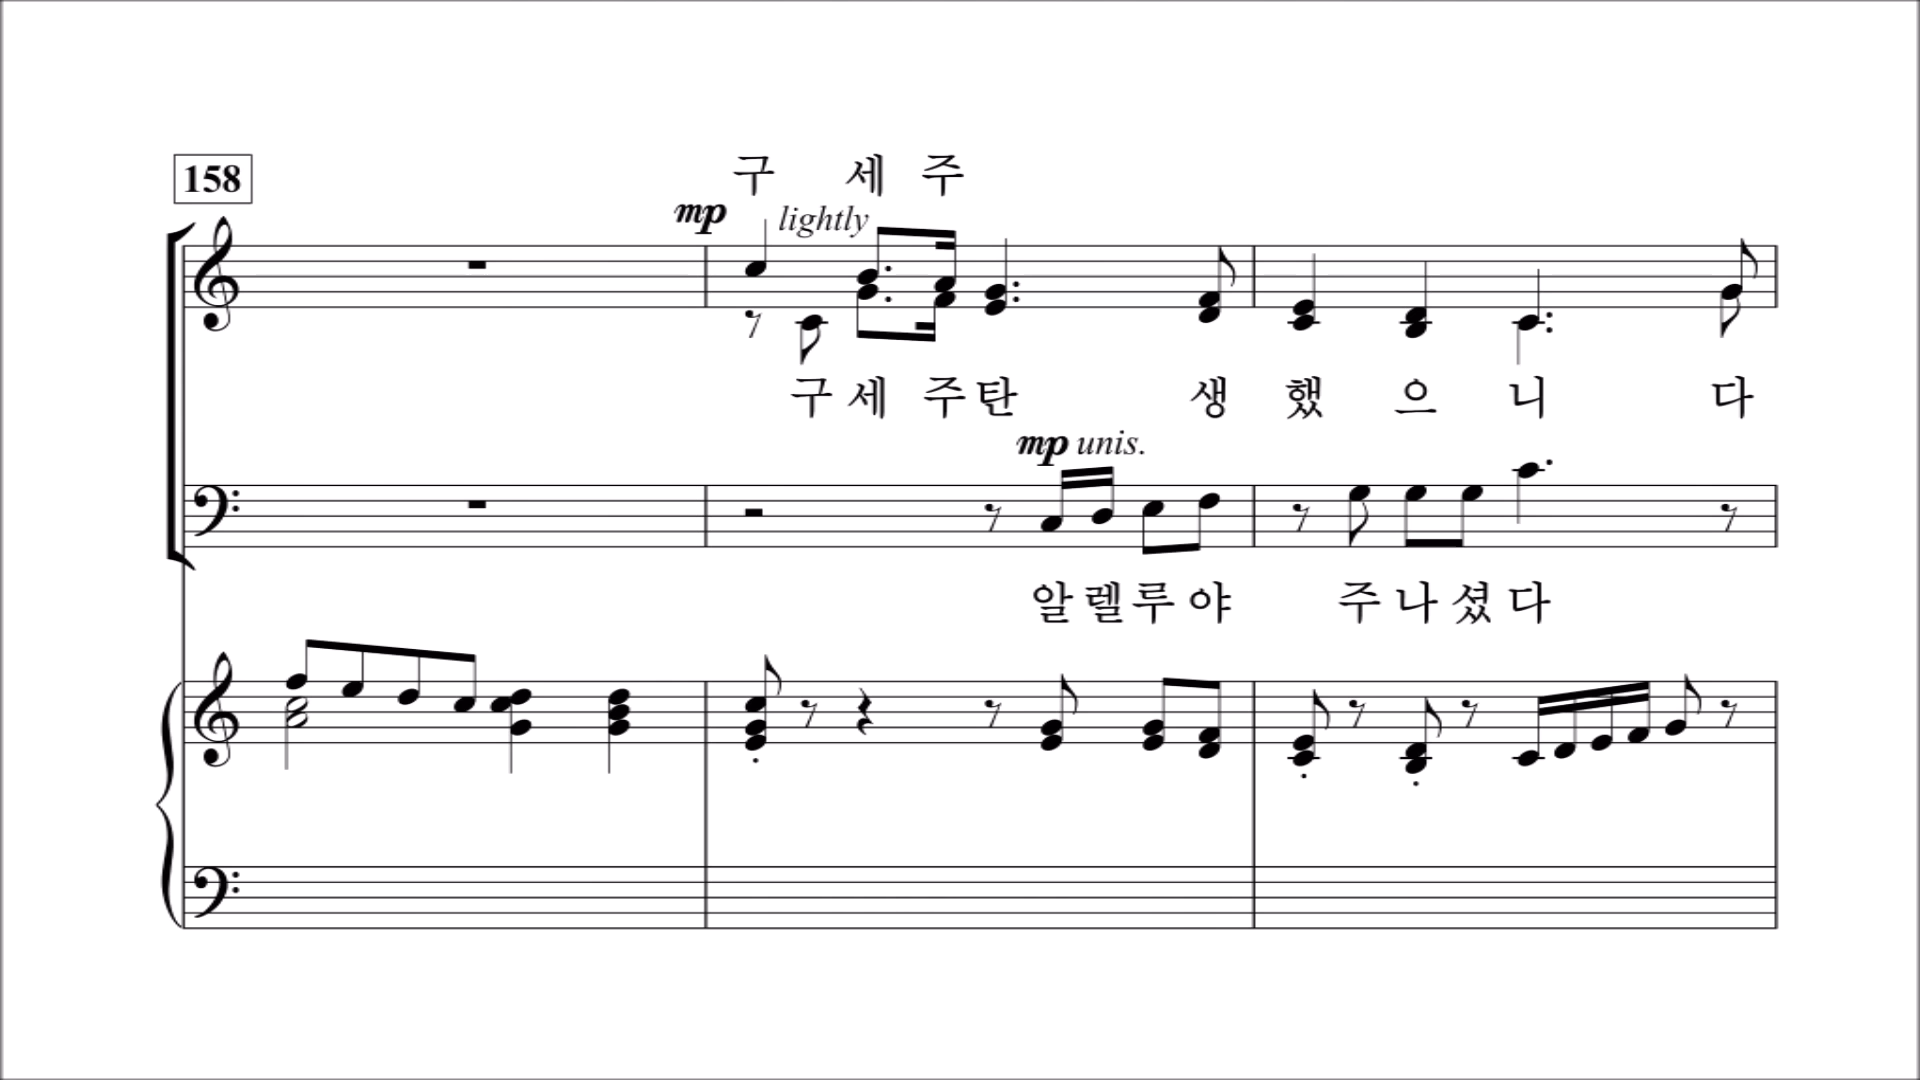 158
구 세 주
mp lightly
구 세 주 탄 생 했 으 니 다
mp unis.
알 렐 루 야 주 나 셨 다